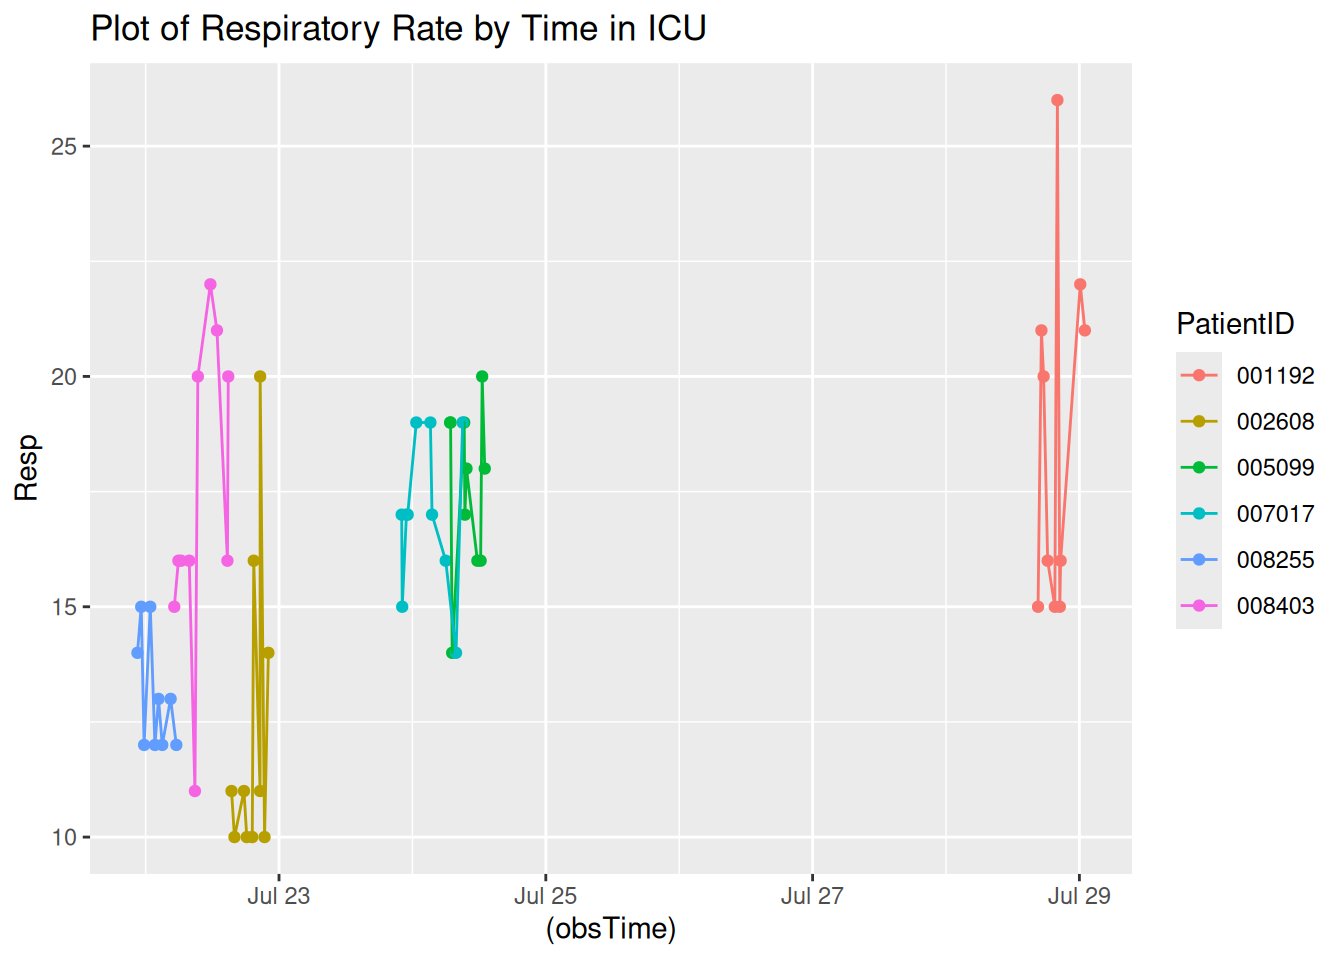 Plot of Respiratory Rate by Time in ICU
Resp
25
20
15
10
Jul 23
Jul 25
Jul 27
Jul 29
(obsTime)
PatientID
001192
002608
005099
007017
008255
008403